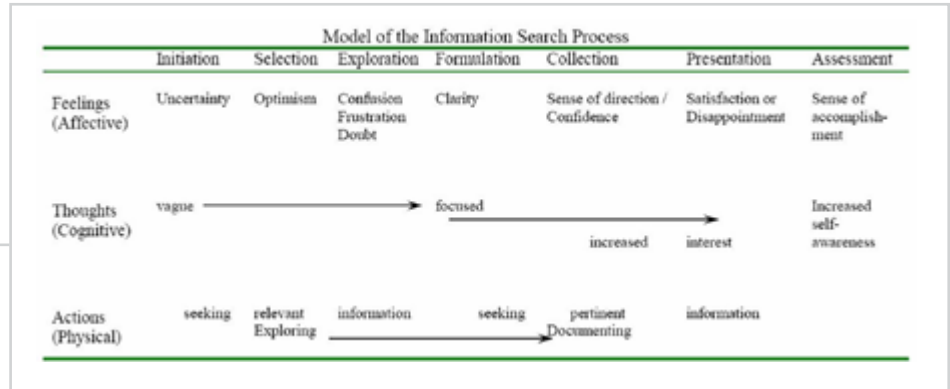 Model of the Information Search Process
Initiation Selection Exploration Formulation Collection Presentation Assessment
Feelings (Affective) Uncertainty Optimism Confusion Frustration Doubt Clarity Sense of direction / Confidence Satisfaction or Disappointment Sense of accomplish-ment
Thoughts (Cognitive) vague focused increased interest Increased self-awareness
Actions (Physical) seeking relevant information seeking pertinent information
Exploring Documenting